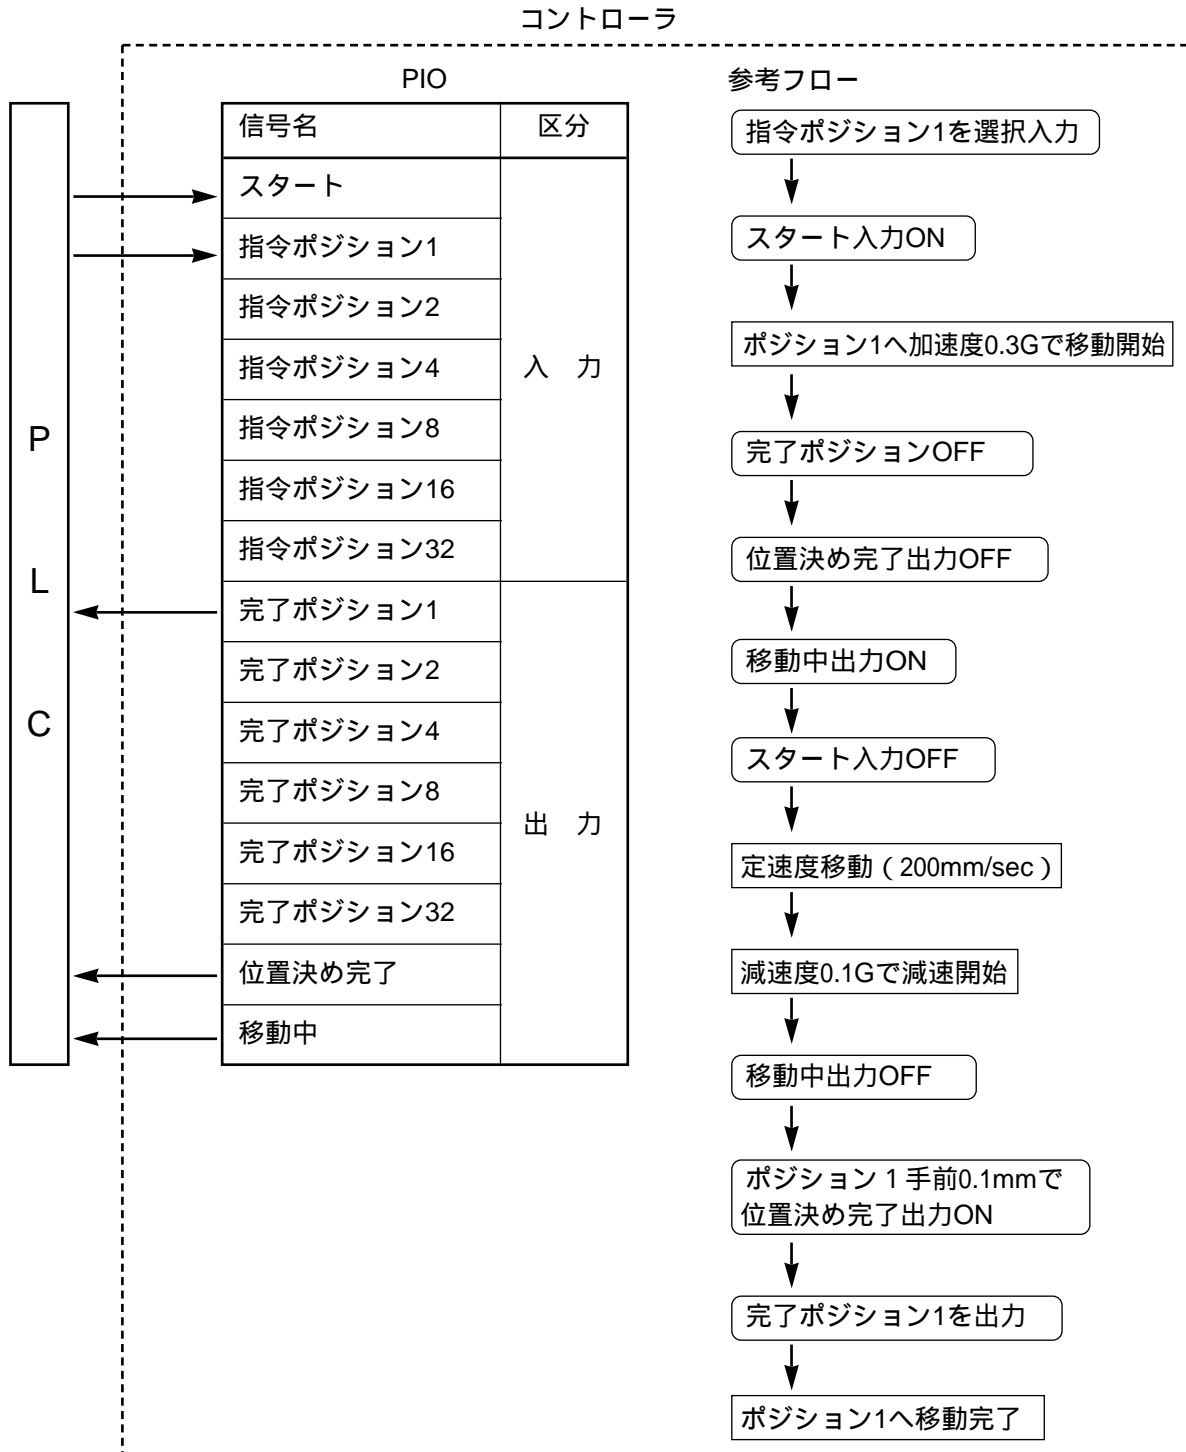 コントローラ
PIO
参考フロー
P
L
C
信号名
区分
スタート
指令ポジション1
指令ポジション2
指令ポジション4
指令ポジション8
指令ポジション16
指令ポジション32
入 力
完了ポジション1
完了ポジション2
完了ポジション4
完了ポジション8
完了ポジション16
完了ポジション32
位置決め完了
移動中
出 力
指令ポジション1を選択入力
スタート入力ON
ポジション1へ加速度0.3Gで移動開始
完了ポジションOFF
位置決め完了出力OFF
移動中出力ON
スタート入力OFF
定速度移動(200mm/sec)
減速度0.1Gで減速開始
移動中出力OFF
ポジション1手前0.1mmで
位置決め完了出力ON
完了ポジション1を出力
ポジション1へ移動完了